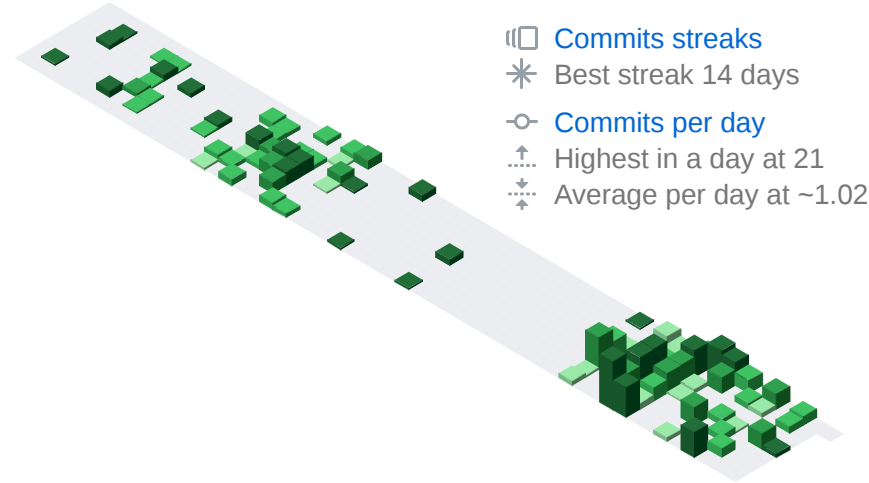 Commits streaks
Best streak 14 days
Commits per day
Highest in a day at 21
Average per day at ~1.02